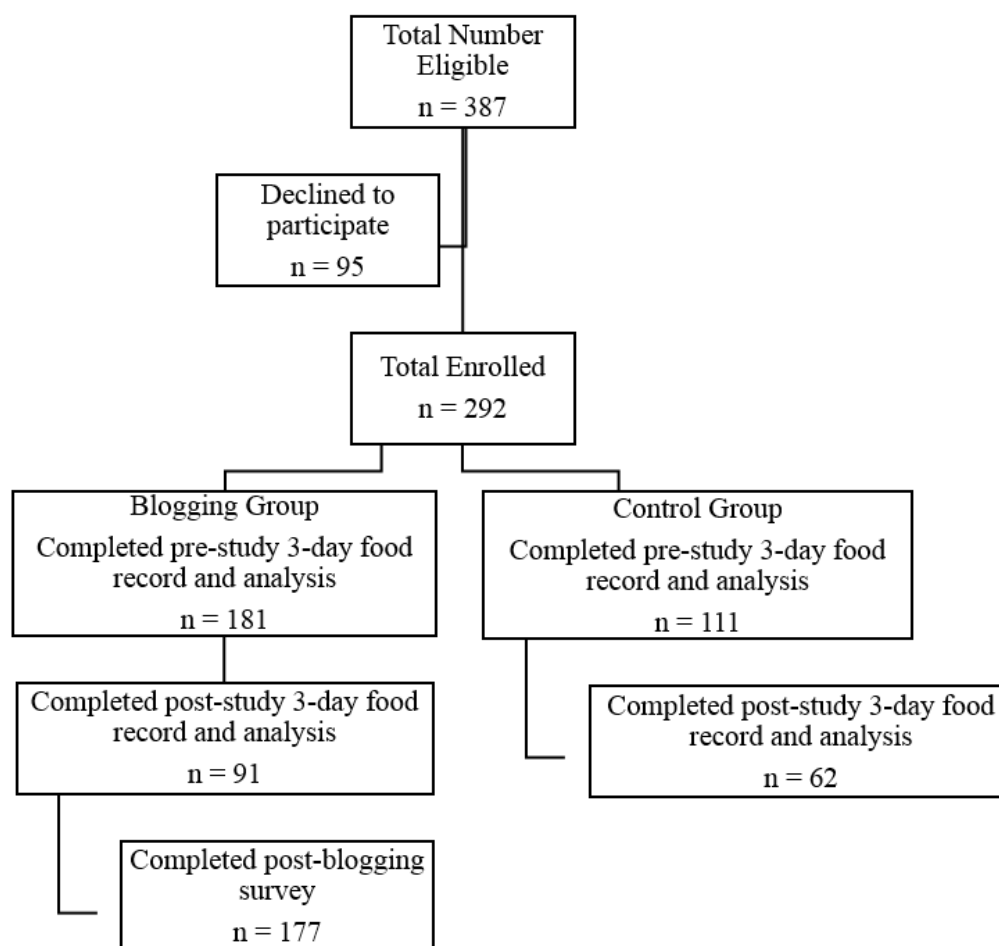 Total Number
Eligible
n = 387
Declined to
participate
n = 95
Total Enrolled
n = 292
Blogging Group
Completed pre-study 3-day food
record and analysis
n = 181
Control Group
Completed pre-study 3-day food
record and analysis
n = 111
Completed post-study 3-day food
record and analysis
n = 91
Completed post-study 3-day food
record and analysis
n = 62
Completed post-blogging
survey
n = 177